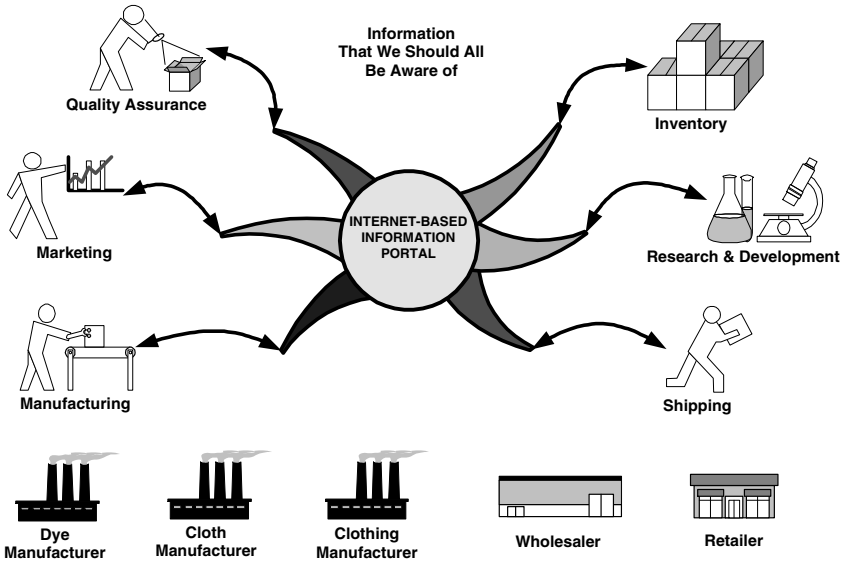 Information
That We Should All
Be Aware of
Quality Assurance
Inventory
Marketing
INTERNET-BASED
INFORMATION
PORTAL
Research & Development
Manufacturing
Shipping
Dye
Manufacturer
Cloth
Manufacturer
Clothing
Manufacturer
Wholesaler
Retailer